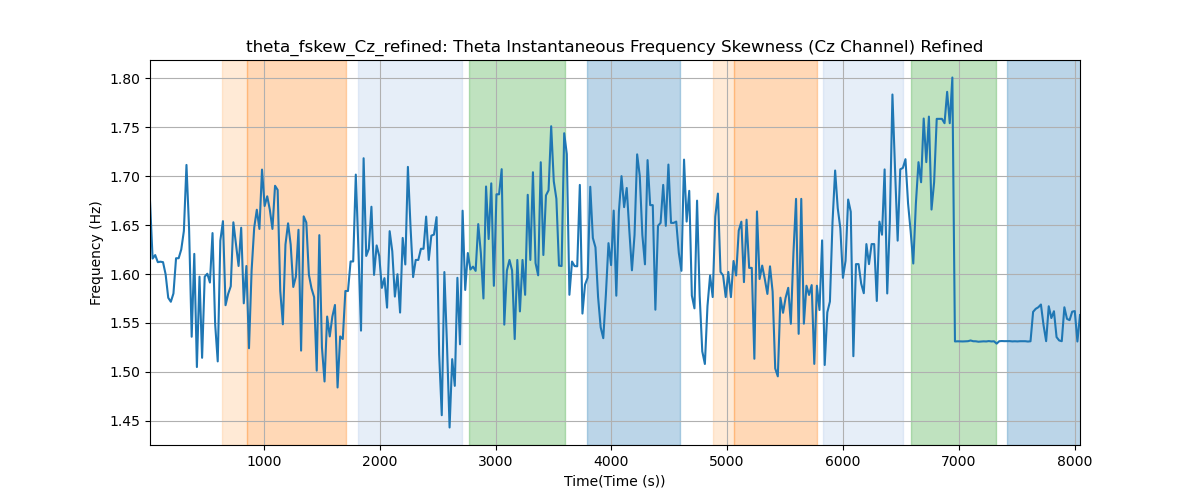 theta_fskew_Cz_refined: Theta Instantaneous Frequency Skewness (Cz Channel) Refined
Frequency (Hz)
1.80
1.75
1.70
1.65
1.60
1.55
1.50
1.45
1000 2000 3000 4000 5000 6000 7000 8000
Time(Time (s))